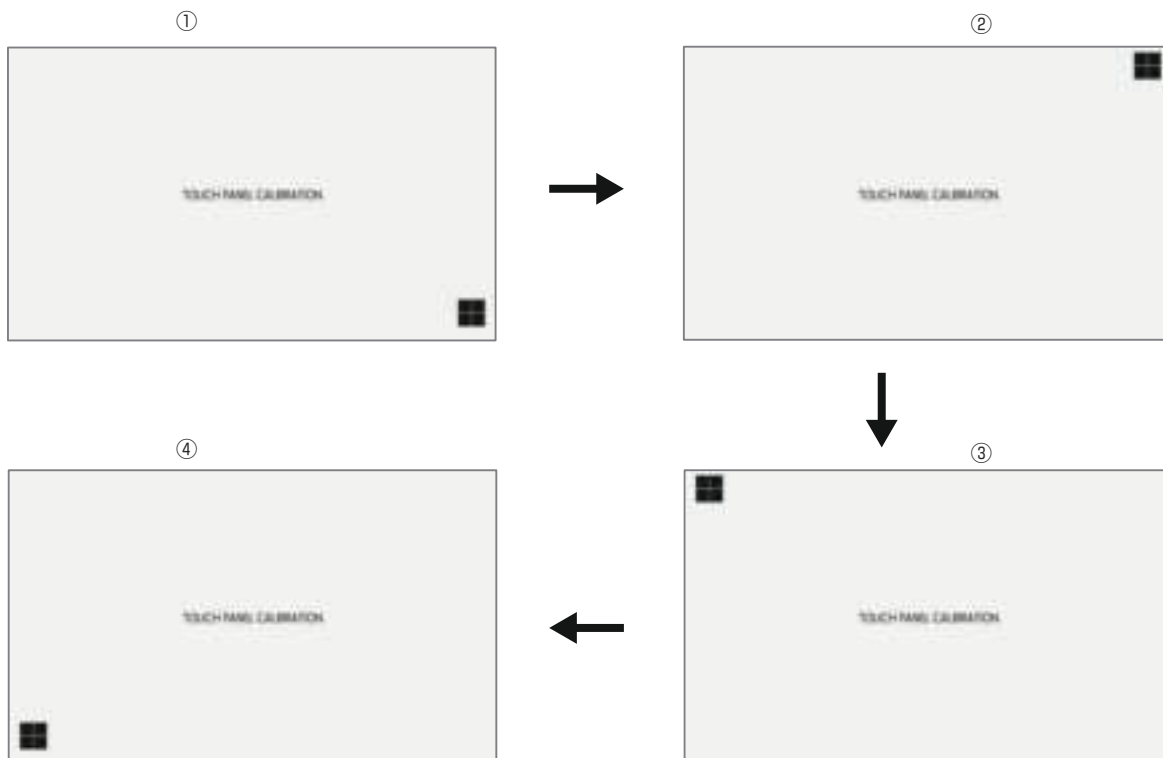 ①
②
TOUCH PANEL CALIBRATION.
TOUCH PANEL CALIBRATION.
④
③
TOUCH PANEL CALIBRATION.
TOUCH PANEL CALIBRATION.